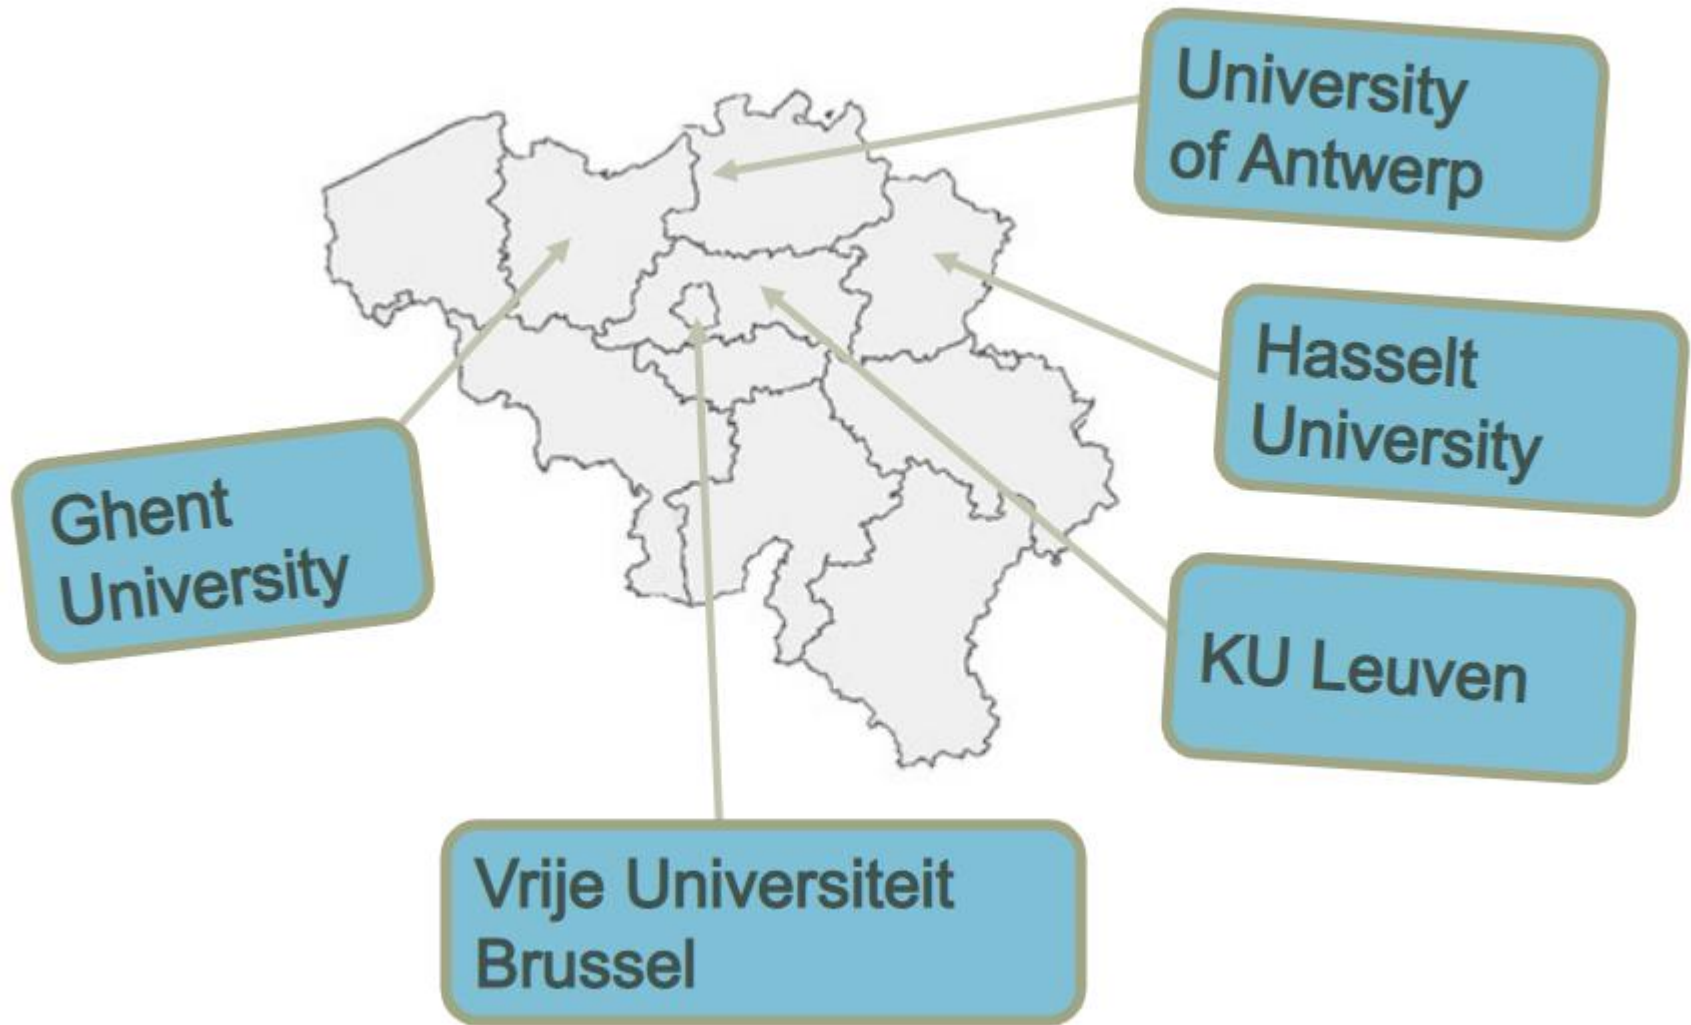 University
of Antwerp
Hasselt
University
Ghent
University
KU Leuven
Vrije Universiteit
Brussel